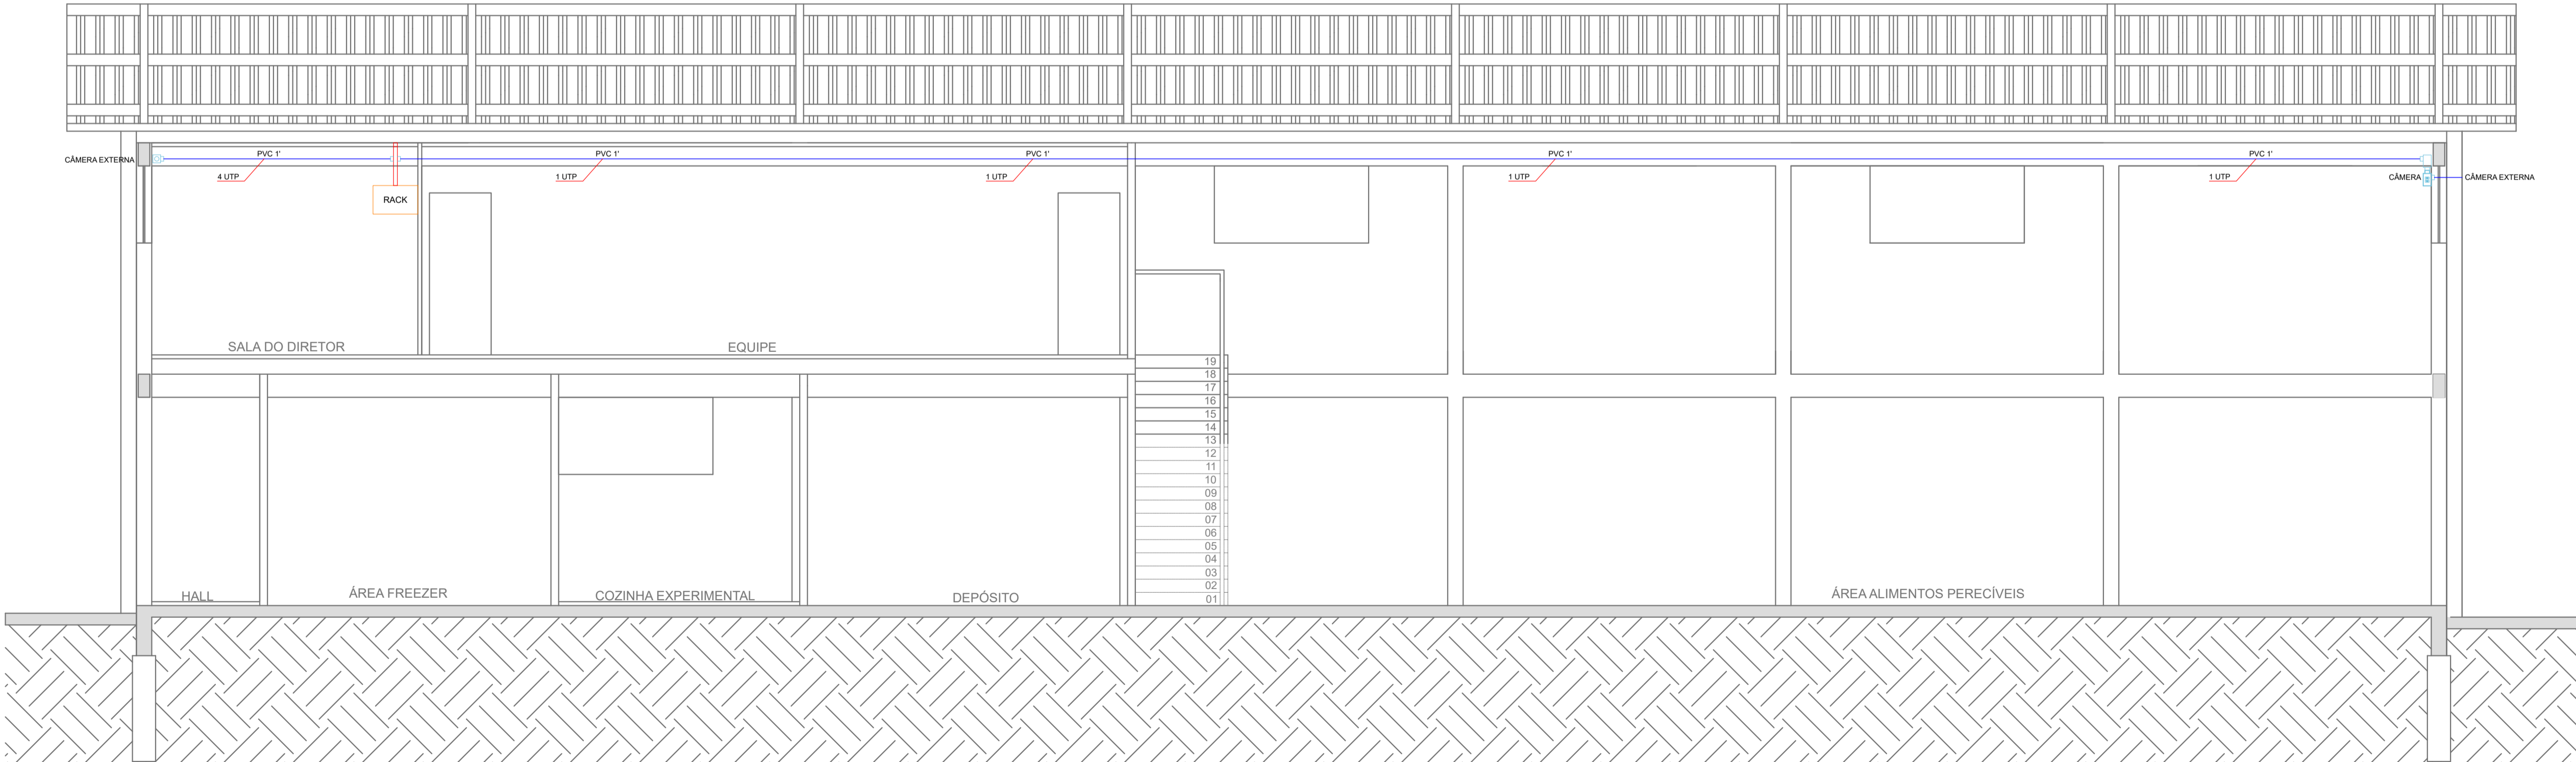 PVC 1'
PVC 1'
PVC 1'
PVC 1'
PVC 1'
CÂMERA EXTERNA
4 UTP
1 UTP
1 UTP
1 UTP
1 UTP
CÂMERA
CÂMERA EXTERNA
RACK
SALA DO DIRETOR
EQUIPE
19
18
17
16
15
14
13
12
11
10
09
08
07
06
05
04
03
02
01
HALL
ÁREA FREEZER
COZINHA EXPERIMENTAL
DEPÓSITO
ÁREA ALIMENTOS PERECÍVEIS